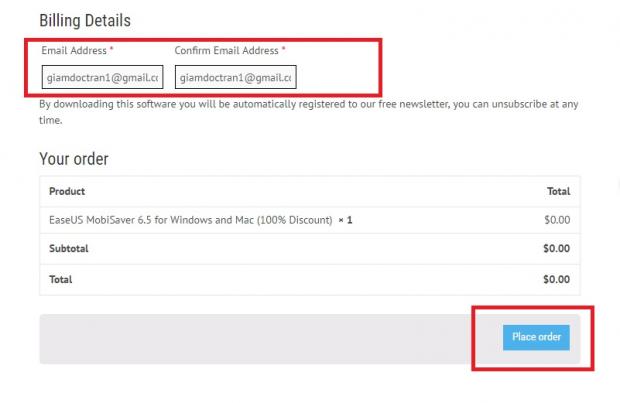 Billing Details
Email Address * Confirm Email Address *
giamdoctran1@gmail.cc giamdoctran1@gmail.cc
By downloading this software you will be automatically registered to our free newsletter, you can unsubscribe at any
time.
Your order
Product Total
EaseUS MobiSaver 6.5 for Windows and Mac (100% Discount) × 1 $0.00
Subtotal $0.00
Total $0.00
Place order